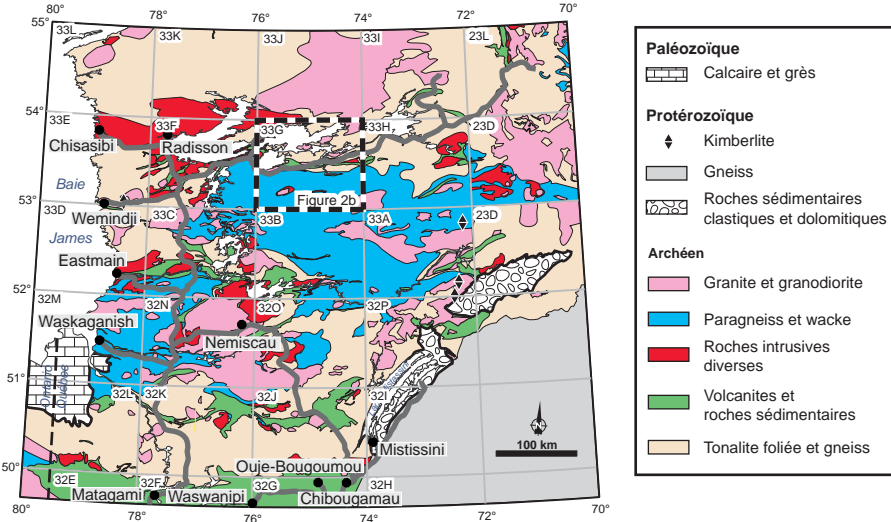 78° 76° 74° 72° 70°
55° 33L 33K 33J 33I 23L
54° 33E 33F 33G 33H 23D
Chisasibi
Radisson
Baie
James
Figure 2b
53° 33D 33C 33B 33A 23D
Wemindji
Eastmain
52° 32M 32N 32O 32P
Waskaganish
Nemiscau
51° 32L 32K 32J 32I
Ontario
Québec
Mistissini
100 km
Ouje-Bougoumou
50° 32E 32F 32G 32H
Matagami
Waswanipi
Chibougamau
78° 76° 74° 72° 70°
Paléozoïque
Calcaire et grès
Protérozoïque
Kimberlite
Gneiss
Roches sédimentaires
clastiques et dolomitiques
Archéen
Granite et granodiorite
Paragneiss et wacke
Roches intrusives
diverses
Volcanites et
roches sédimentaires
Tonalite foliée et gneiss